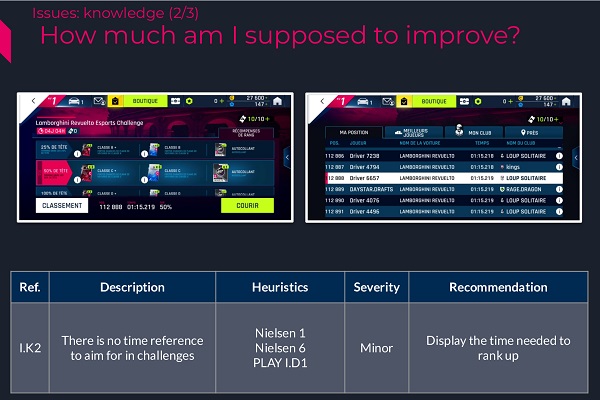 Issues: knowledge (2/3)
How much am I supposed to improve?
BOUTIQUE
0 +
27 600 -
147 -
Lamborghini Revuelto Esports Challenge
10/10+
04J 04H
0
RÉCOMPENSES DE RANG
25% DE TÊTE
CLASSE B +
CLASSE B
AUTOCOLLANT
50% DE TÊTE
CLASSE C
AUTOCOLLANT
100% DE TÊTE
AUTOCOLLANT
CLASSEMENT
112 888
01:15.219
50%
COURIR
BOUTIQUE
0 +
27 600 -
147 -
10/10+
MA POSITION
MEILLEURS JOUEURS
MON CLUB
PRÈS
POS.
JOUEUR
NOM DE LA VOITURE
TEMPS
NOM DU CLUB
112 886 Driver 7238 LAMBORGHINI REVUELTO 01:15.218 LOUP SOLITAIRE
112 887 Driver 4794 LAMBORGHINI REVUELTO 01:15.218 kings
112 888 Driver 6657 LAMBORGHINI REVUELTO 01:15.219 LOUP SOLITAIRE
112 889 DAYSTAR.DRAFTS LAMBORGHINI REVUELTO 01:15.219 RAGE.DRAGON
112 890 Driver 4076 LAMBORGHINI REVUELTO 01:15.219 LOUP SOLITAIRE
112 891 Driver 4496 LAMBORGHINI REVUELTO 01:15.219 LOUP SOLITAIRE
Ref.
Description
Heuristics
Severity
Recommendation
I.K2
There is no time reference
to aim for in challenges
Nielsen 1
Nielsen 6
PLAY I.D1
Minor
Display the time needed to
rank up